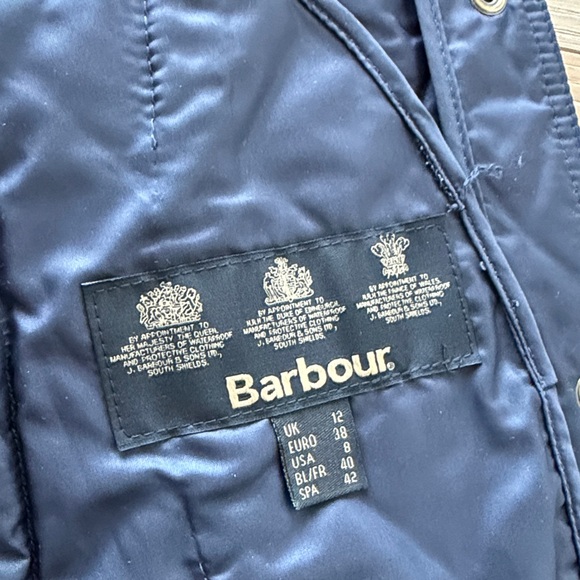 BY APPOINTMENT TO
HER MAJESTY THE QUEEN
MANUFACTURERS OF WATERPROOF
AND PROTECTIVE CLOTHING
J. BARBOUR & SONS LTD
SOUTH SHIELDS.
BY APPOINTMENT TO
H.R.H. THE DUKE OF EDINBURGH
MANUFACTURERS OF WATERPROOF
AND PROTECTIVE CLOTHING
J. BARBOUR & SONS LTD
SOUTH SHIELDS.
BY APPOINTMENT TO
H.R.H. THE PRINCE OF WALES
MANUFACTURERS OF WATERPROOF
AND PROTECTIVE CLOTHING
J. BARBOUR & SONS LTD
SOUTH SHIELDS.
Barbour®
UK 12
EURO 38
USA 8
BL/FR 40
SPA 42